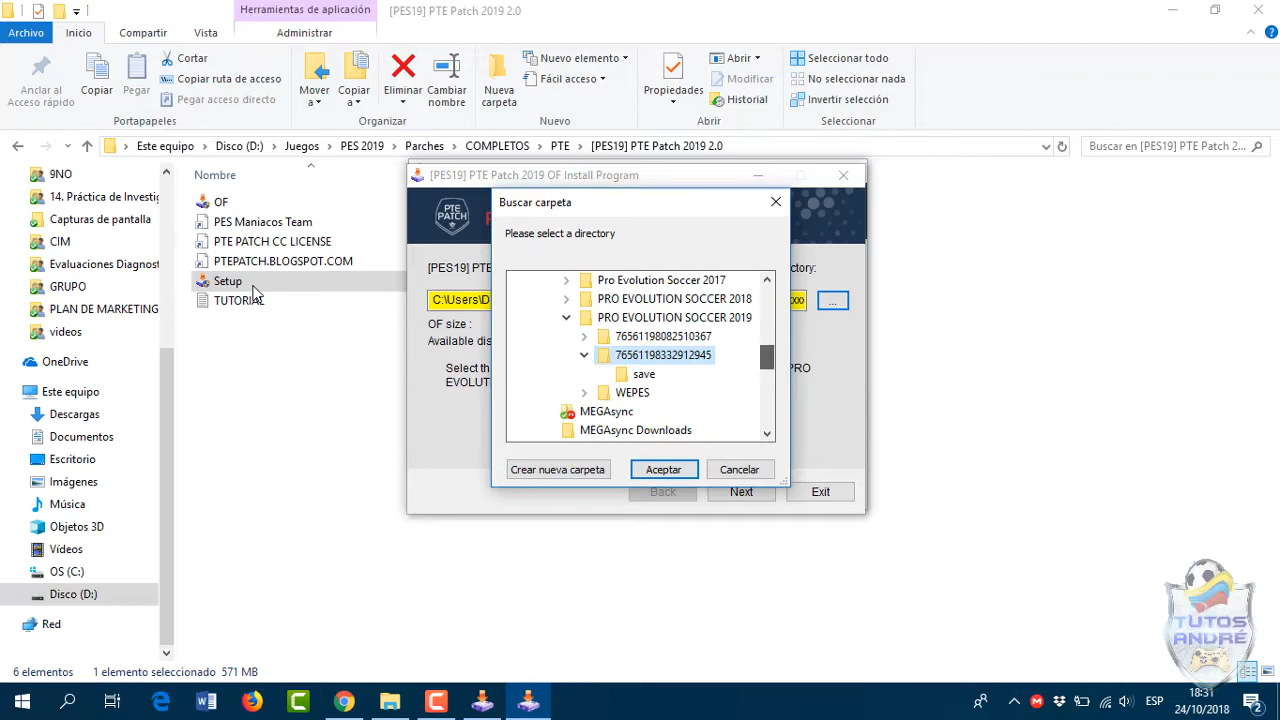 Herramientas de aplicación
[PES19] PTE Patch 2019 2.0
Archivo
Inicio
Compartir
Vista
Administrar
Anclar al
Acceso rápido
Copiar
Pegar
Cortar
Copiar ruta de acceso
Pegar acceso directo
Portapapeles
Mover
a
Copiar
a
Eliminar
Cambiar
nombre
Organizar
Nueva
carpeta
Nuevo elemento
Fácil acceso
Nuevo
Propiedades
Abrir
Modificar
Historial
Abrir
Seleccionar todo
No seleccionar nada
Invertir selección
Seleccionar
Este equipo > Disco (D:) > Juegos > PES 2019 > Parches > COMPLETOS > PTE > [PES19] PTE Patch 2019 2.0
Buscar en [PES19] PTE Patch 2...
9NO
14. Práctica de Investig
Capturas de pantalla
CIM
Evaluaciones Diagnost
GRUPO
PLAN DE MARKETING
videos
OneDrive
Este equipo
Descargas
Documentos
Escritorio
Imágenes
Música
Objetos 3D
Vídeos
OS (C:)
Disco (D:)
Red
Nombre
OF
PES Maniacos Team
PTE PATCH CC LICENSE
PTEPATCH.BLOGSPOT.COM
Setup
TUTORIAL
[PES19] PTE Patch 2019 OF Install Program
PTE
PATCH
[PES19] PTE
ctory:
C:\Users\D
...
OF size :
Available dis
Select th
PRO
EVOLUT
Back
Next
Exit
Buscar carpeta
Please select a directory
Pro Evolution Soccer 2017
PRO EVOLUTION SOCCER 2018
PRO EVOLUTION SOCCER 2019
76561198082510367
76561198332912945
save
WEPES
MEGAsync
MEGAsync Downloads
Crear nueva carpeta
Aceptar
Cancelar
6 elementos
1 elemento seleccionado 571 MB
TUTOS
ANDRÉ
ESP
18:31
24/10/2018
2